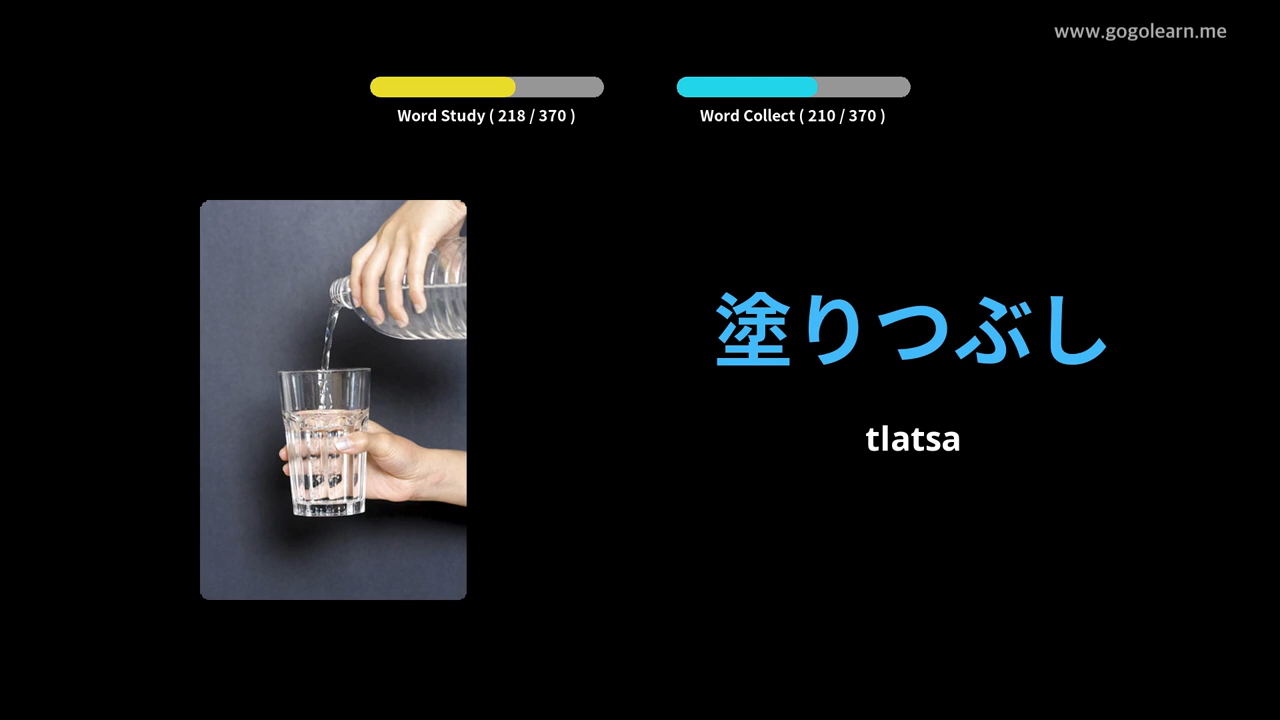 www.gogolearn.me
Word Study ( 218 / 370 )
Word Collect ( 210 / 370 )
塗りつぶし
tlatsa